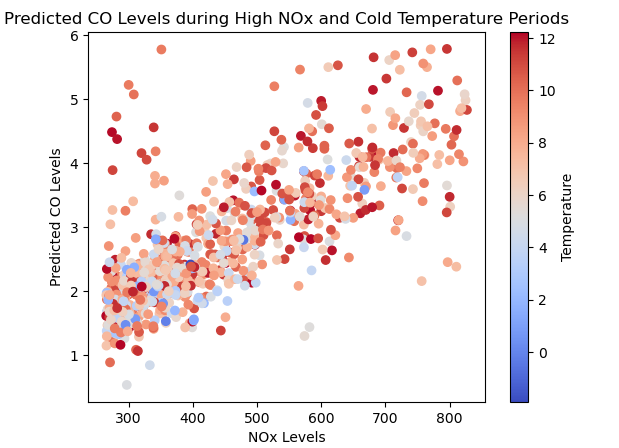 Predicted CO Levels during High NOx and Cold Temperature Periods
6
5
4
3
2
1
Predicted CO Levels
300 400 500 600 700 800
NOx Levels
12
10
8
6
4
2
0
Temperature